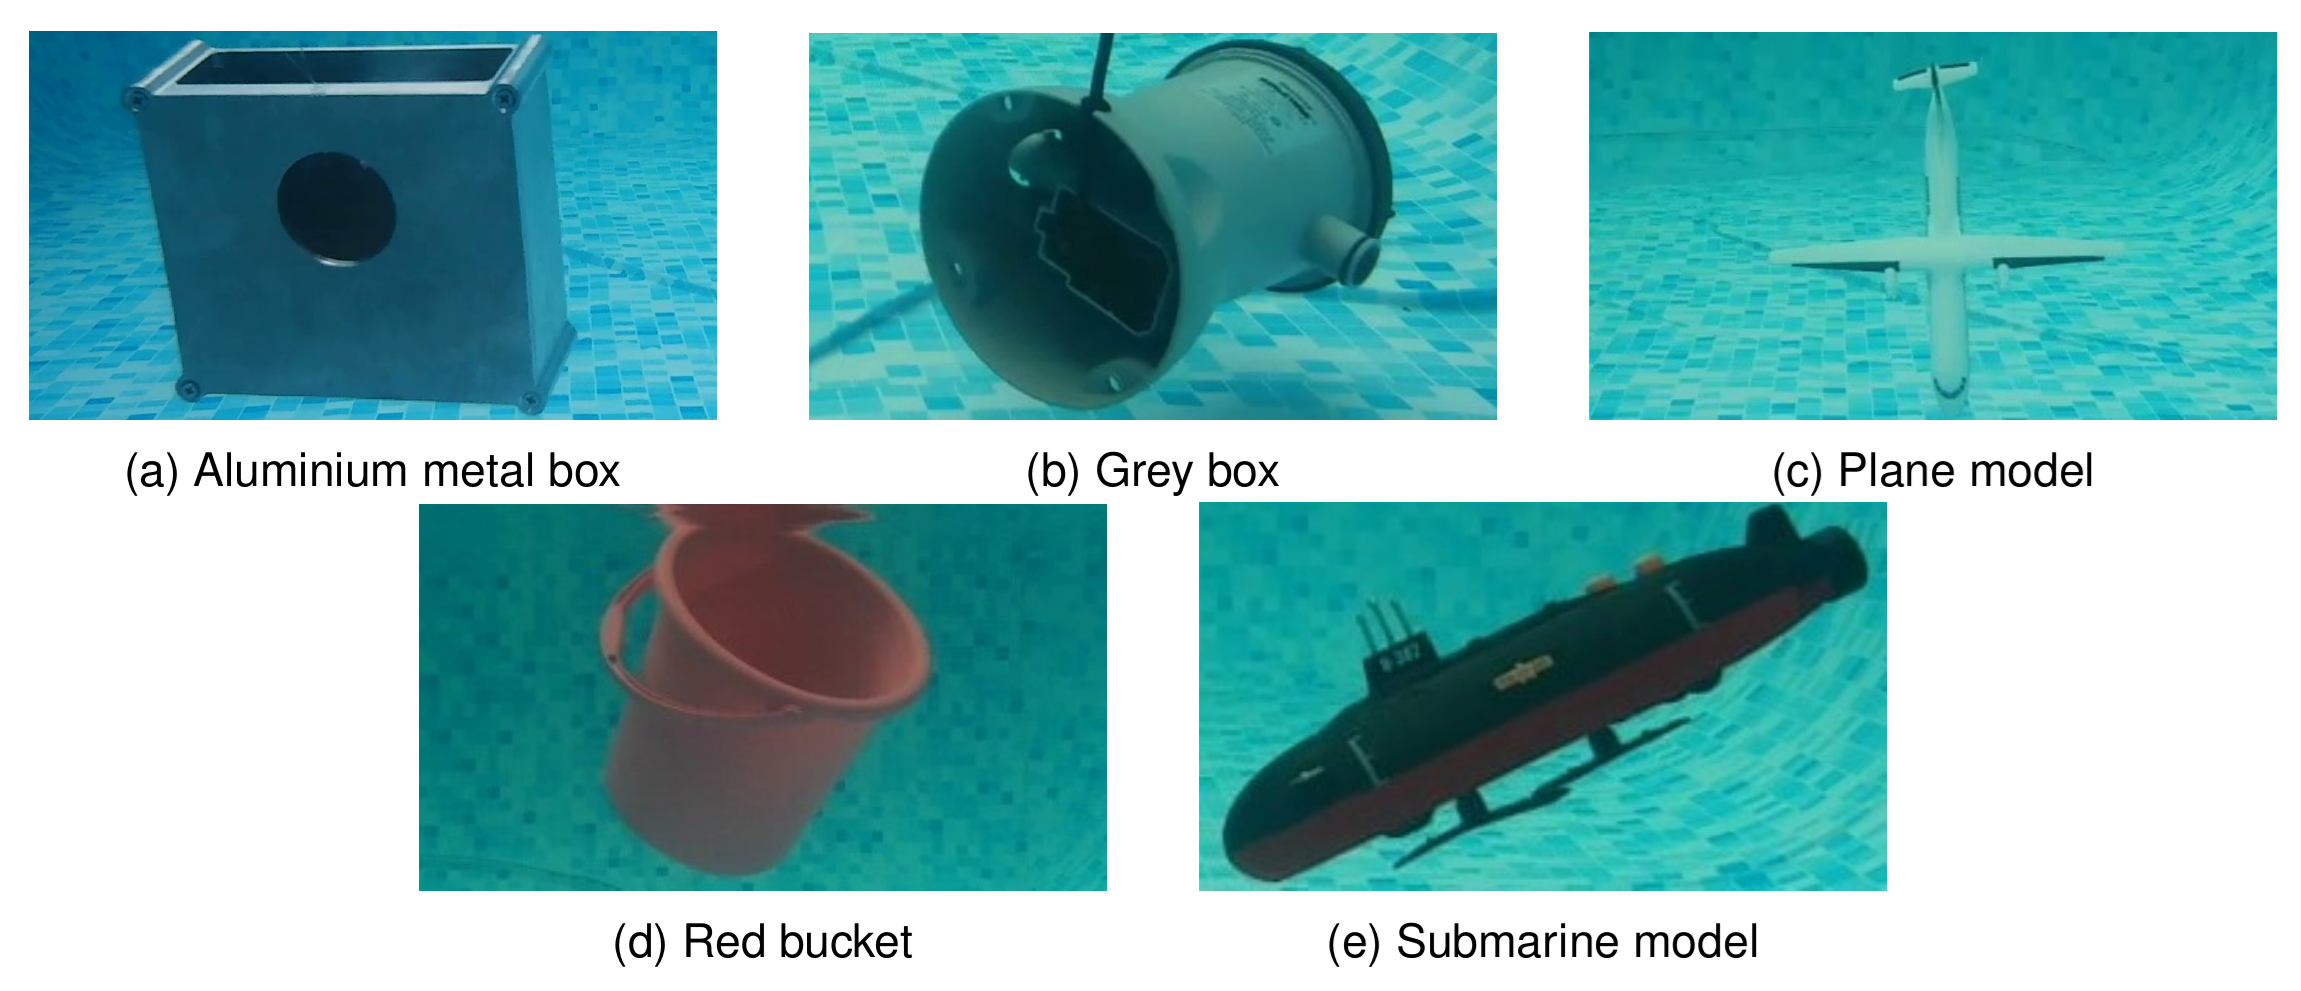 (a) Aluminium metal box
(b) Grey box
(c) Plane model
(d) Red bucket
(e) Submarine model